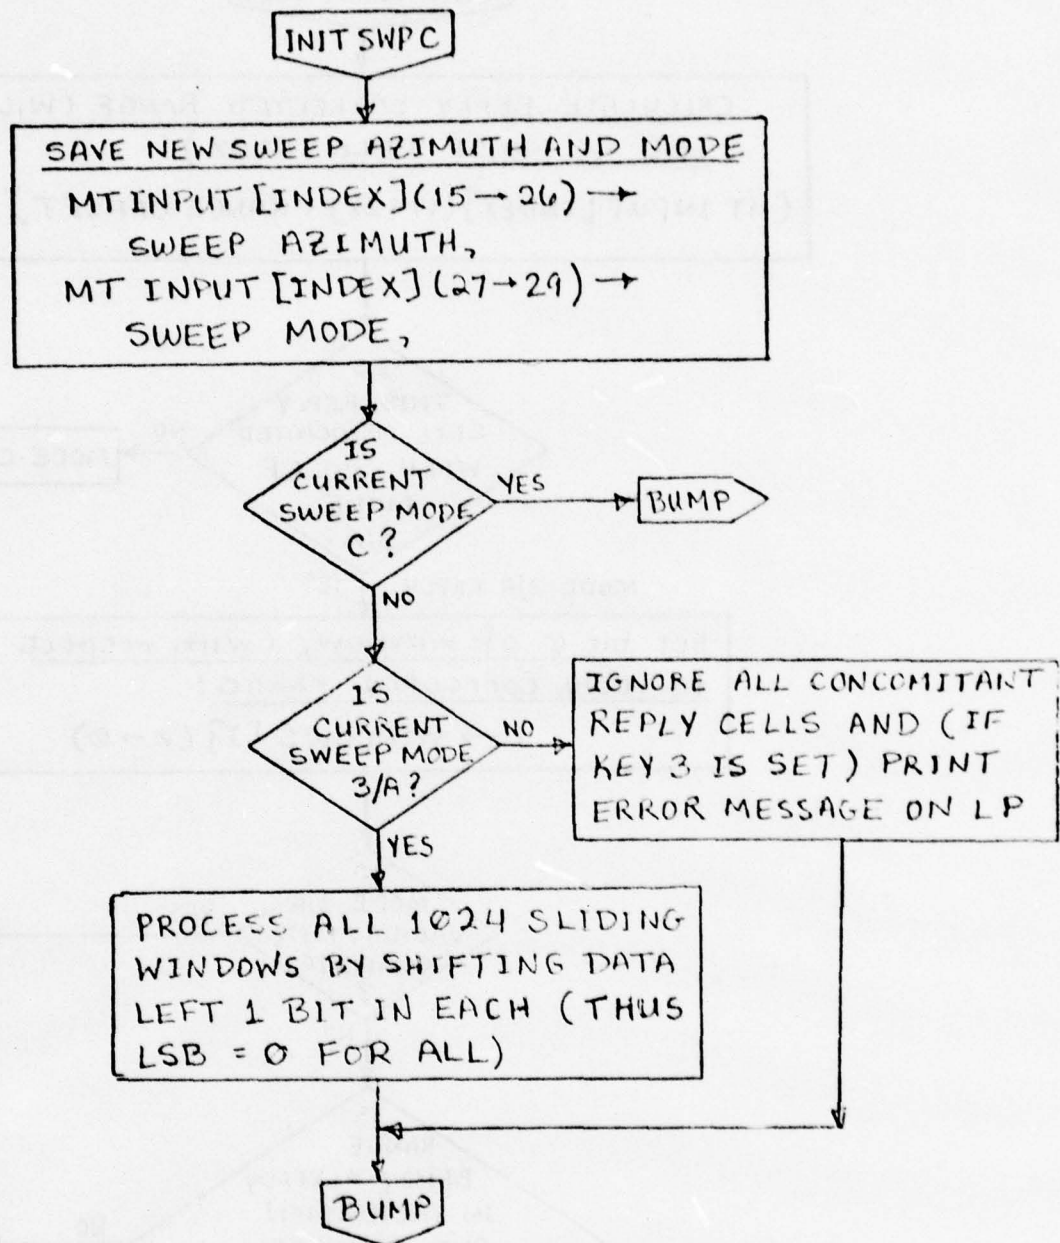 INIT SWPC
SAVE NEW SWEEP AZIMUTH AND MODE
MT INPUT [INDEX] (15→26) →
SWEEP AZIMUTH,
MT INPUT [INDEX] (27→29) →
SWEEP MODE,
IS
CURRENT
SWEEP MODE
C?
YES
BUMP
NO
IS
CURRENT
SWEEP MODE
3/A?
NO
IGNORE ALL CONCOMITANT
REPLY CELLS AND (IF
KEY 3 IS SET) PRINT
ERROR MESSAGE ON LP
YES
PROCESS ALL 1024 SLIDING
WINDOWS BY SHIFTING DATA
LEFT 1 BIT IN EACH (THUS
LSB = 0 FOR ALL)
BUMP